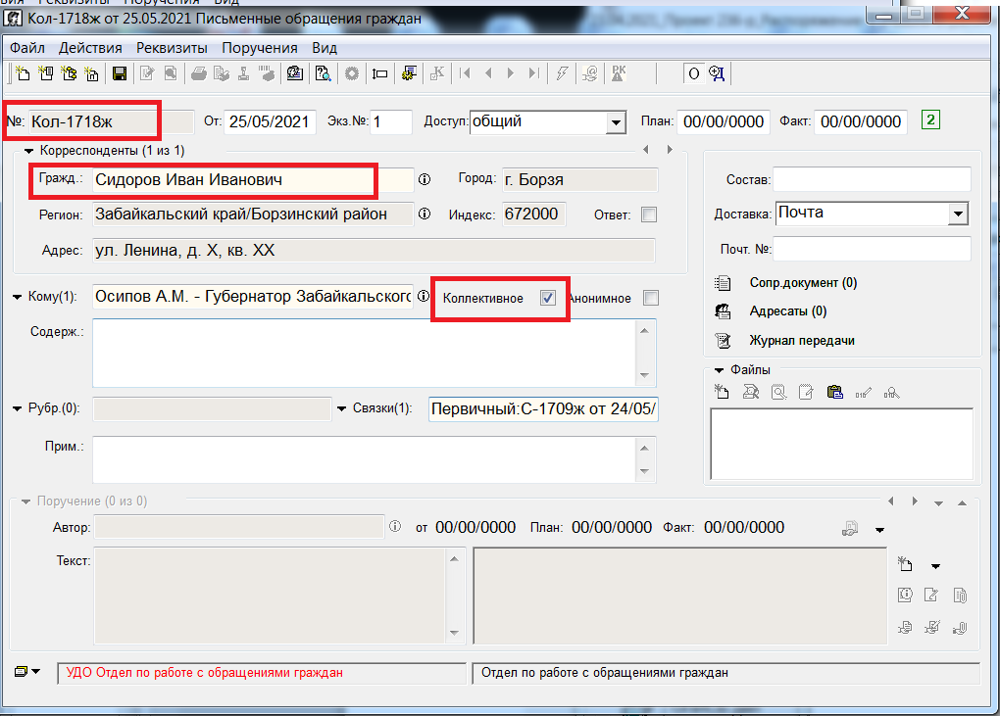 Кол-1718ж от 25.05.2021 Письменные обращения граждан
Файл Действия Реквизиты Поручения Вид
№: Кол-1718ж От: 25/05/2021 Экз.№: 1 Доступ: общий План: 00/00/0000 Факт: 00/00/0000 2
Корреспонденты (1 из 1)
Гражд.: Сидоров Иван Иванович Город: г. Борзя Состав:
Регион: Забайкальский край/Борзинский район Индекс: 672000 Ответ: Доставка: Почта
Адрес: ул. Ленина, д. X, кв. XX Почт. №:
Кому(1): Осипов А.М. - Губернатор Забайкальского Коллективное Анонимное
Сопр.документ (0)
Адресаты (0)
Журнал передачи
Содерж.:
Файлы
Рубр.(0): Связки(1): Первичный:С-1709ж от 24/05/
Прим.:
Поручение (0 из 0)
Автор: от 00/00/0000 План: 00/00/0000 Факт: 00/00/0000
Текст:
УДО Отдел по работе с обращениями граждан Отдел по работе с обращениями граждан